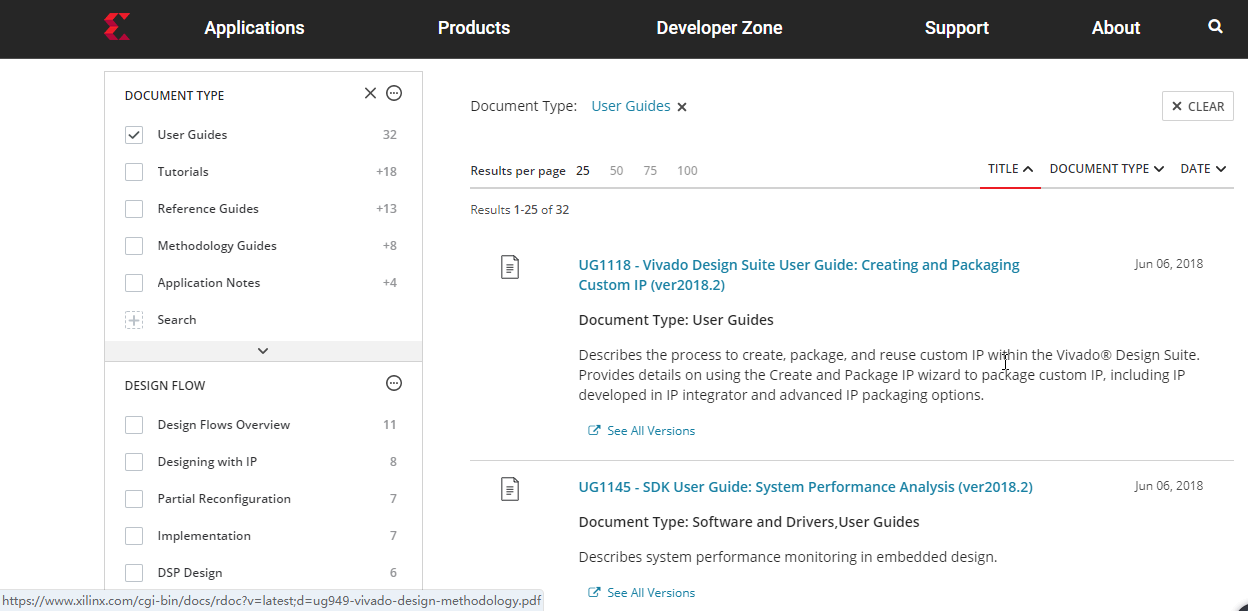 Applications Products Developer Zone Support About
DOCUMENT TYPE
User Guides 32
Tutorials +18
Reference Guides +13
Methodology Guides +8
Application Notes +4
Search
DESIGN FLOW
Design Flows Overview 11
Designing with IP 8
Partial Reconfiguration 7
Implementation 7
DSP Design 6
Document Type: User Guides
CLEAR
Results per page 25 50 75 100
TITLE DOCUMENT TYPE DATE
Results 1-25 of 32
UG1118 - Vivado Design Suite User Guide: Creating and Packaging
Custom IP (ver2018.2)
Jun 06, 2018
Document Type: User Guides
Describes the process to create, package, and reuse custom IP within the Vivado® Design Suite.
Provides details on using the Create and Package IP wizard to package custom IP, including IP
developed in IP integrator and advanced IP packaging options.
See All Versions
UG1145 - SDK User Guide: System Performance Analysis (ver2018.2)
Jun 06, 2018
Document Type: Software and Drivers,User Guides
Describes system performance monitoring in embedded design.
See All Versions
https://www.xilinx.com/cgi-bin/docs/rdoc?v=latest;d=ug949-vivado-design-methodology.pdf